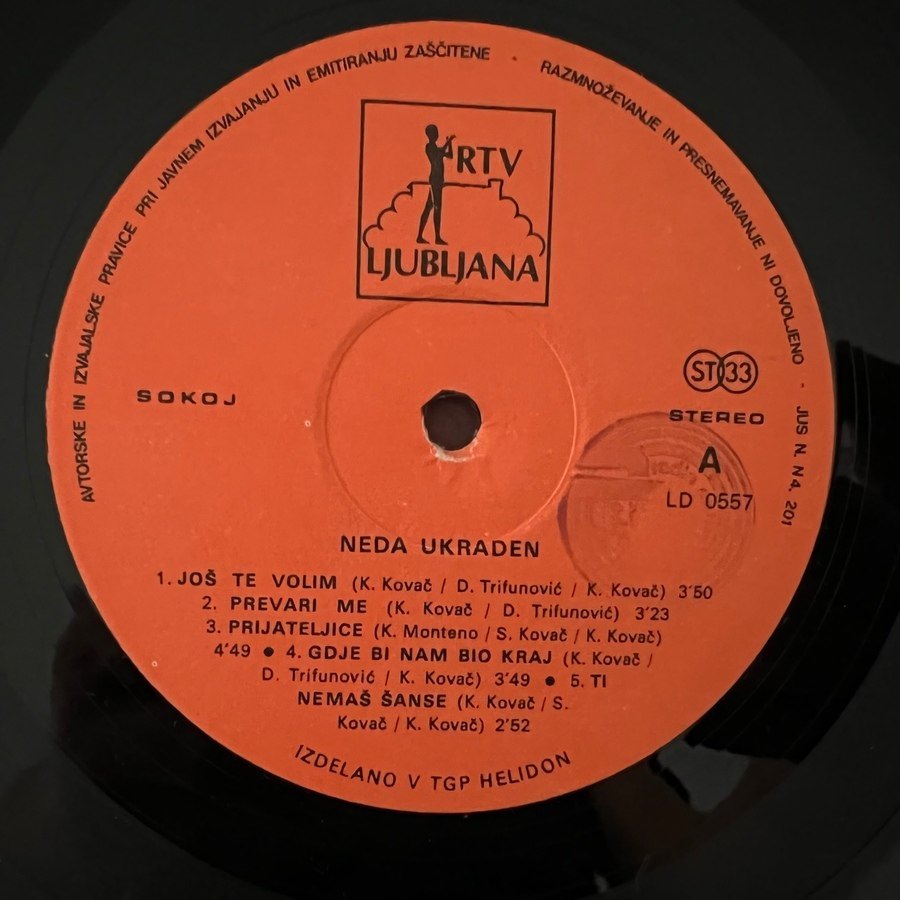 AVTORSKE IN IZVAJALSKE PRAVICE PRI JAVNEM IZVAJANJU IN EMITIRANJU ZAŠČITENE · RAZMNOŽEVANJE IN PRESNEMAVANJE NI DOVOLJENO · JUS N. N4. 201
RTV
LJUBLJANA
SOKOJ
ST 33
STEREO
A
LD 0557
NEDA UKRADEN
1. JOŠ TE VOLIM (K. Kovač / D. Trifunović / K. Kovač) 3'50
2. PREVARI ME (K. Kovač / D. Trifunović) 3'23
3. PRIJATELJICE (K. Monteno / S. Kovač / K. Kovač)
4'49 ● 4. GDJE BI NAM BIO KRAJ (K. Kovač /
D. Trifunović / K. Kovač) 3'49 ● 5. TI
NEMAŠ ŠANSE (K. Kovač / S.
Kovač / K. Kovač) 2'52
IZDELANO V TGP HELIDON